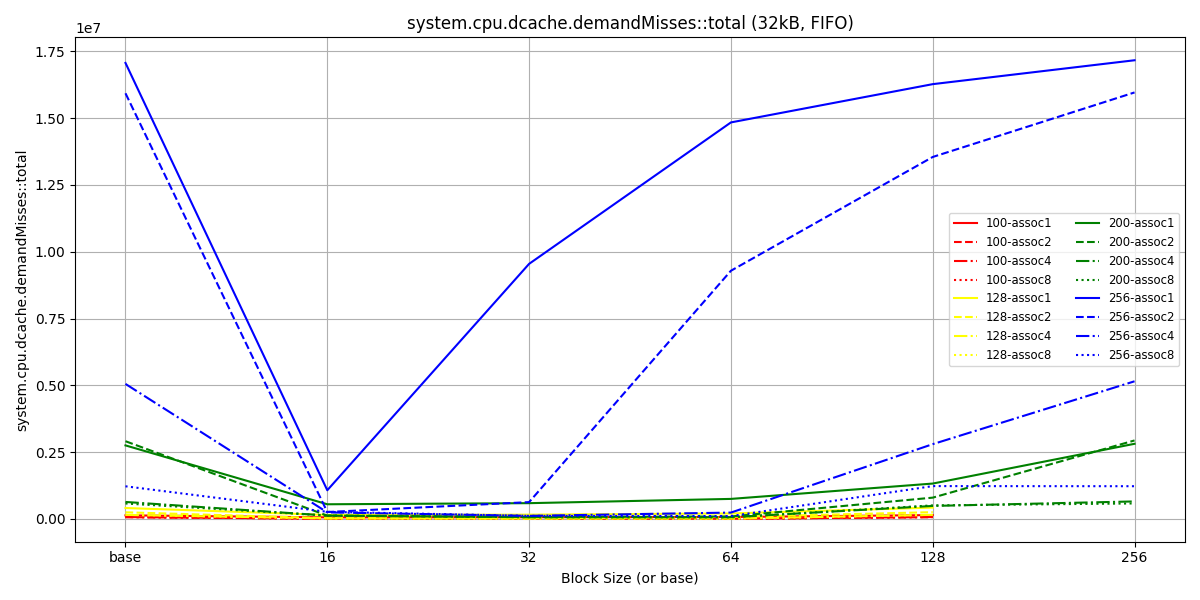 system.cpu.dcache.demandMisses::total (32kB, FIFO)
1e7
1.75
1.50
1.25
1.00
0.75
0.50
0.25
0.00
system.cpu.dcache.demandMisses::total
base
16
32
64
128
256
Block Size (or base)
100-assoc1
100-assoc2
100-assoc4
100-assoc8
128-assoc1
128-assoc2
128-assoc4
128-assoc8
200-assoc1
200-assoc2
200-assoc4
200-assoc8
256-assoc1
256-assoc2
256-assoc4
256-assoc8